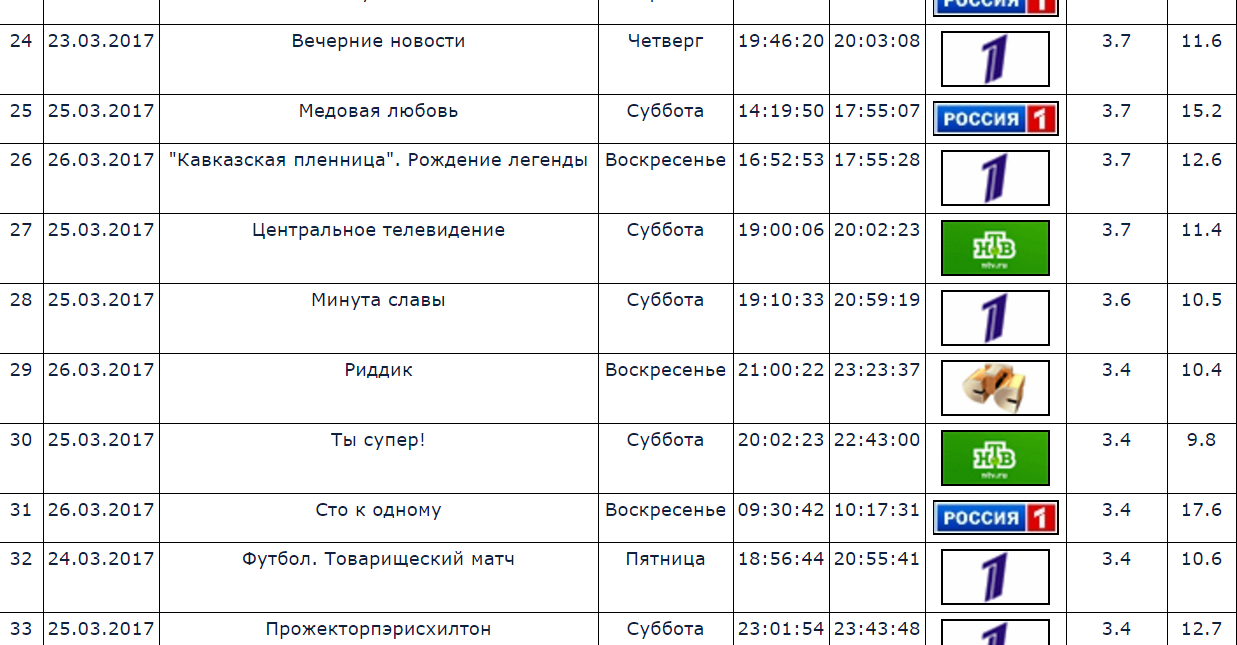 РОССИЯ 1
24 23.03.2017 Вечерние новости Четверг 19:46:20 20:03:08 1 3.7 11.6
25 25.03.2017 Медовая любовь Суббота 14:19:50 17:55:07 РОССИЯ 1 3.7 15.2
26 26.03.2017 "Кавказская пленница". Рождение легенды Воскресенье 16:52:53 17:55:28 1 3.7 12.6
27 25.03.2017 Центральное телевидение Суббота 19:00:06 20:02:23 НТВ 3.7 11.4
ntv.ru
28 25.03.2017 Минута славы Суббота 19:10:33 20:59:19 1 3.6 10.5
29 26.03.2017 Риддик Воскресенье 21:00:22 23:23:37 СТС 3.4 10.4
30 25.03.2017 Ты супер! Суббота 20:02:23 22:43:00 НТВ 3.4 9.8
ntv.ru
31 26.03.2017 Сто к одному Воскресенье 09:30:42 10:17:31 РОССИЯ 1 3.4 17.6
32 24.03.2017 Футбол. Товарищеский матч Пятница 18:56:44 20:55:41 1 3.4 10.6
33 25.03.2017 Прожекторпэрисхилтон Суббота 23:01:54 23:43:48 1 3.4 12.7